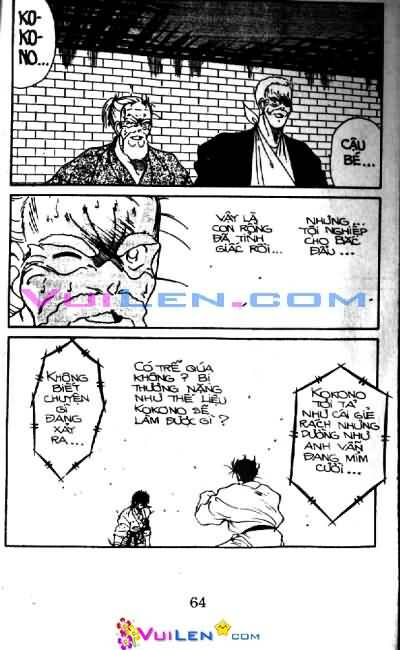 KO-
KO-
NO...
CẬU
BÉ...
VẬY LÀ
CON RỒNG
ĐÃ TỈNH
GIẤC RỒI...
NHƯNG...
TỘI NGHIỆP
CHO BÁC
ĐẦU...
VUILEN.COM
KHÔNG
BIẾT
CHUYỆN
GÌ
ĐANG
XẢY
RA...
CÓ TRỄ QÚA
KHÔNG? BỊ
THƯƠNG NẶNG
NHƯ THẾ LIỆU
KOKONO SẼ
LÀM ĐƯỢC GÌ?
KOKONO
TƠI TẢ
NHƯ CÁI GIẺ
RÁCH NHƯNG
DƯỜNG NHƯ
ANH VẪN
ĐANG MỈM
CƯỜI...
64
VUILEN.COM